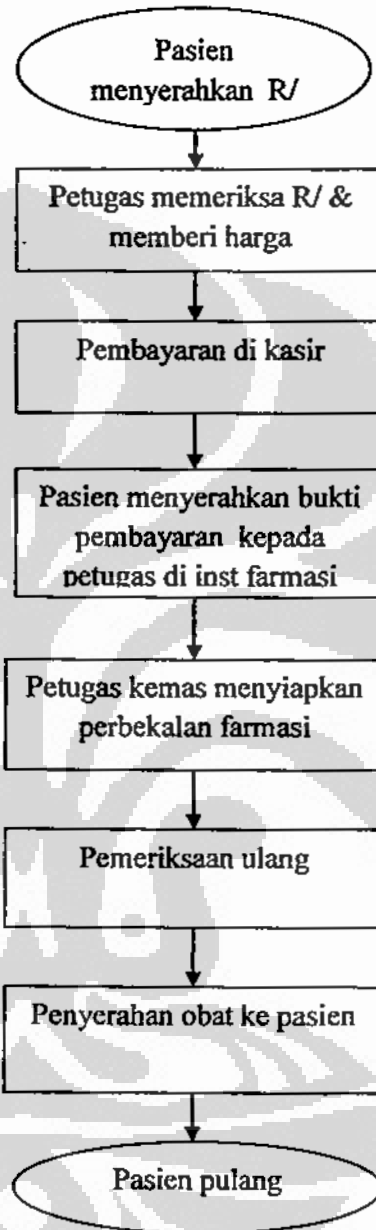 Pasien
menyerahkan R/
Petugas memeriksa R/ &
memberi harga
Pembayaran di kasir
Pasien menyerahkan bukti
pembayaran kepada
petugas di inst farmasi
Petugas kemas menyiapkan
perbekalan farmasi
Pemeriksaan ulang
Penyerahan obat ke pasien
Pasien pulang